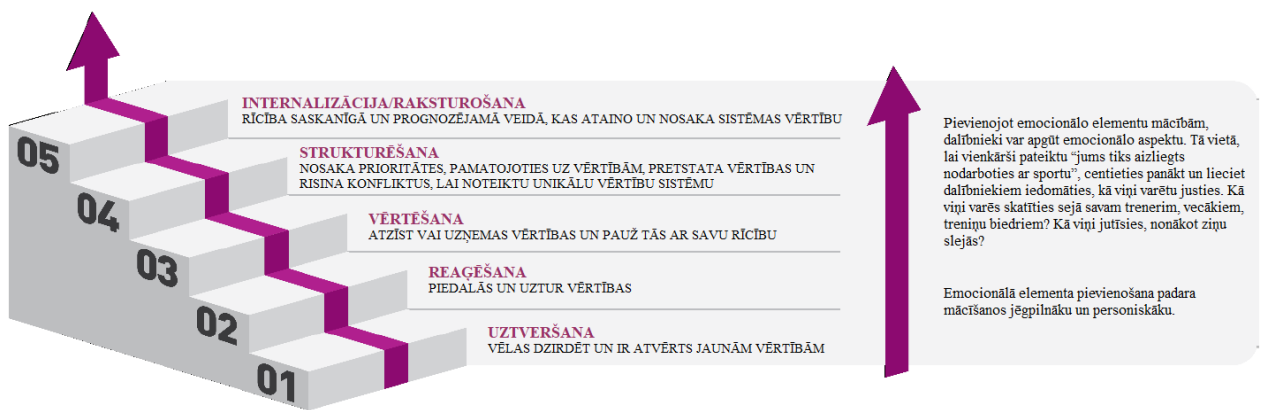 05
INTERNALIZĀCIJA/RAKSTUROŠANA
RĪCĪBA SASKANĪGĀ UN PROGNOZĒJAMĀ VEIDĀ, KAS ATAINO UN NOSAKA SISTĒMAS VĒRTĪBU
04
STRUKTURĒŠANA
NOSAKA PRIORITĀTES, PAMATOJOTIES UZ VĒRTĪBĀM, PRETSTATA VĒRTĪBAS UN
RISINA KONFLIKTUS, LAI NOTEIKTU UNIKĀLU VĒRTĪBU SISTĒMU
03
VĒRTĒŠANA
ATZĪST VAI UZŅEMAS VĒRTĪBAS UN PAUŽ TĀS AR SAVU RĪCĪBU
02
REAĢĒŠANA
PIEDALĀS UN UZTUR VĒRTĪBAS
01
UZTVERŠANA
VĒLAS DZIRDĒT UN IR ATVĒRTS JAUNĀM VĒRTĪBĀM
Pievienojot emocionālo elementu mācībām,
dalībnieki var apgūt emocionālo aspektu. Tā vietā,
lai vienkārši pateiktu “jums tiks aizliegts
nodarboties ar sportu”, centieties panākt un lieciet
dalībniekiem iedomāties, kā viņi varētu justies. Kā
viņi varēs skatīties sejā savam trenerim, vecākiem,
treniņu biedriem? Kā viņi jutīsies, nonākot ziņu
slejās?
Emocionālā elementa pievienošana padara
mācīšanos jēgpilnāku un personiskāku.